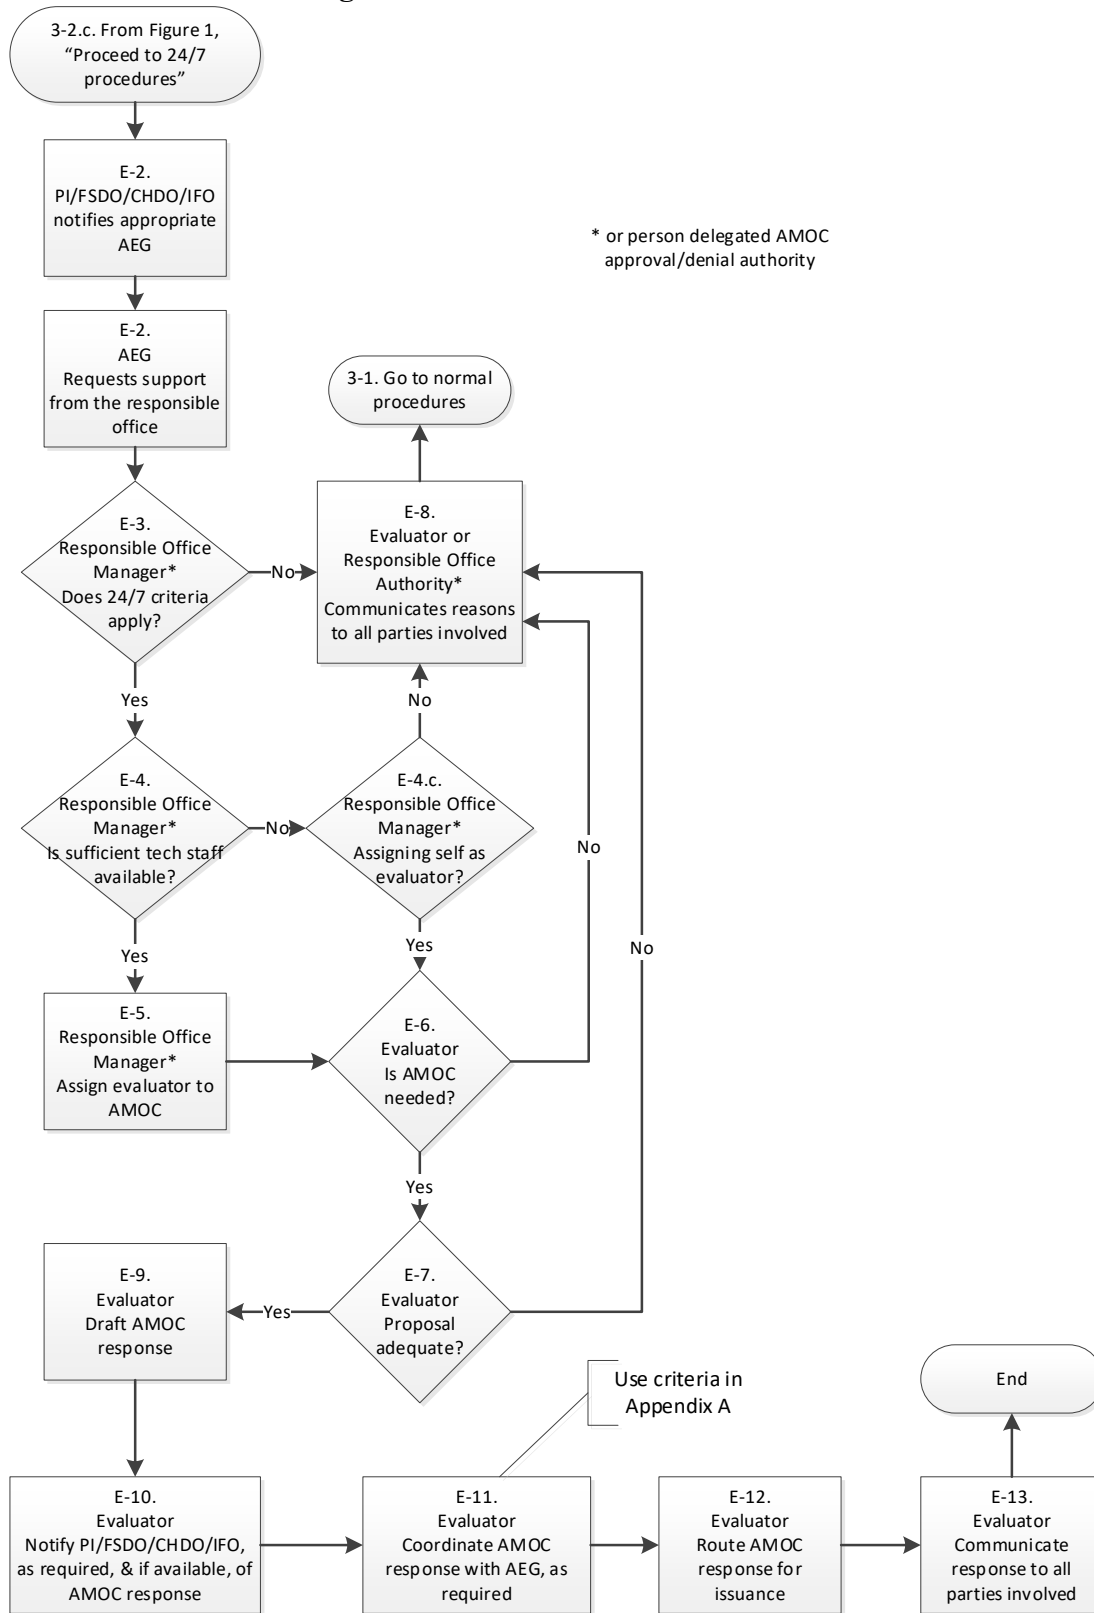 3-2.c. From Figure 1,
“Proceed to 24/7
procedures”
E-2.
PI/FSDO/CHDO/IFO
notifies appropriate
AEG
* or person delegated AMOC
approval/denial authority
E-2.
AEG
Requests support
from the responsible
office
3-1. Go to normal
procedures
E-3.
Responsible Office
Manager*
Does 24/7 criteria
apply?
No
E-8.
Evaluator or
Responsible Office
Authority*
Communicates reasons
to all parties involved
Yes
No
E-4.
Responsible Office
Manager*
Is sufficient tech staff
available?
No
E-4.c.
Responsible Office
Manager*
Assigning self as
evaluator?
No
No
Yes
Yes
E-5.
Responsible Office
Manager*
Assign evaluator to
AMOC
E-6.
Evaluator
Is AMOC
needed?
Yes
E-9.
Evaluator
Draft AMOC
response
Yes
E-7.
Evaluator
Proposal
adequate?
Use criteria in
Appendix A
End
E-10.
Evaluator
Notify PI/FSDO/CHDO/IFO,
as required, & if available, of
AMOC response
E-11.
Evaluator
Coordinate AMOC
response with AEG, as
required
E-12.
Evaluator
Route AMOC
response for
issuance
E-13.
Evaluator
Communicate
response to all
parties involved